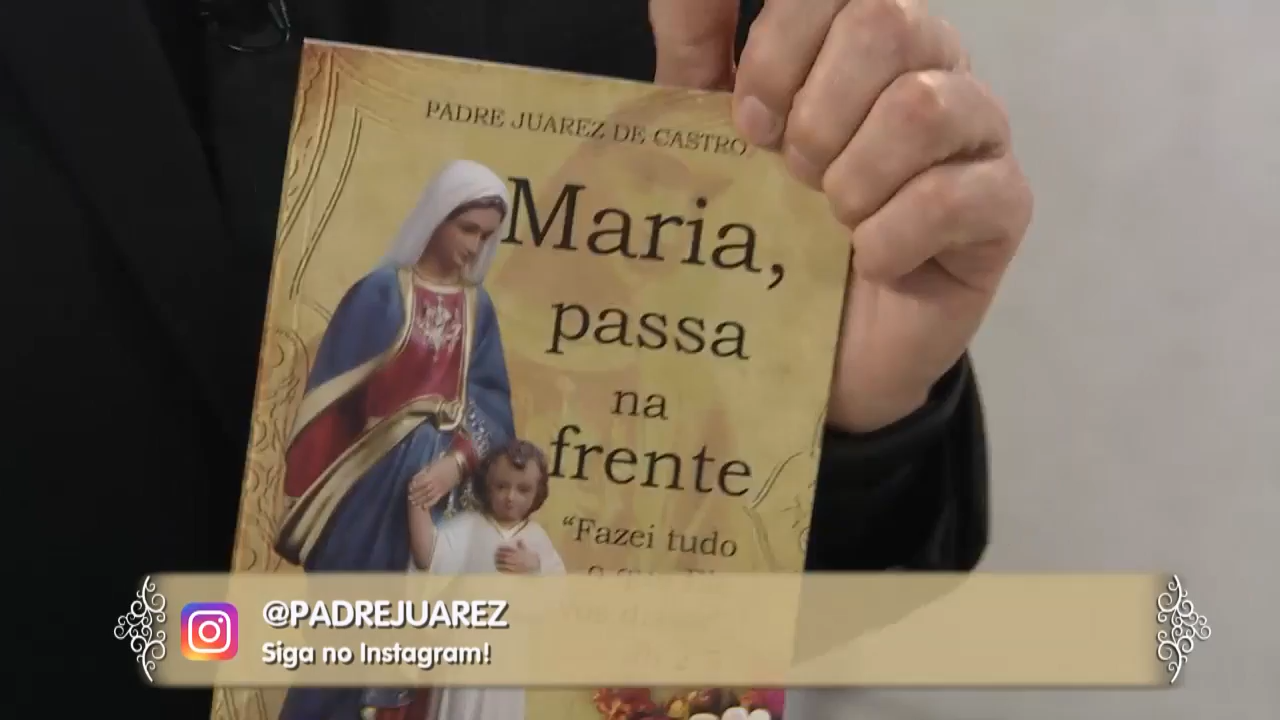 PADRE JUAREZ DE CASTRO
Maria,
passa
na
frente
“Fazei tudo
@PADREJUAREZ
Siga no Instagram!